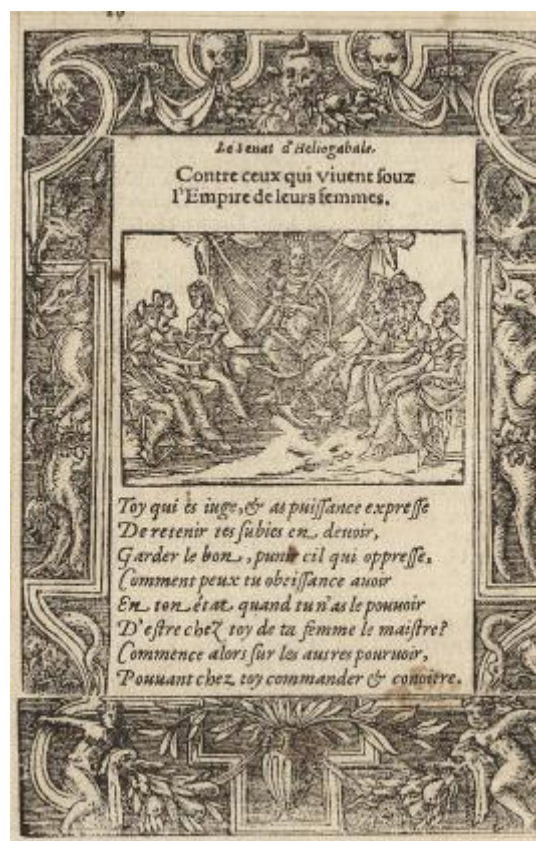 Le Senat d'Heliogabale.
Contre ceux qui viuent souz
l'Empire de leurs femmes.
Toy qui és iuge, & as puissance expresse
De retenir tes subies en deuoir,
Garder le bon, punir cil qui oppresse,
Comment peux tu obeissance auoir
En ton état quand tu n'as le pouuoir
D'estre chez toy de ta femme le maistre?
Commence alors sur les autres pouruoir,
Pouuant chez toy commander & conoitre.